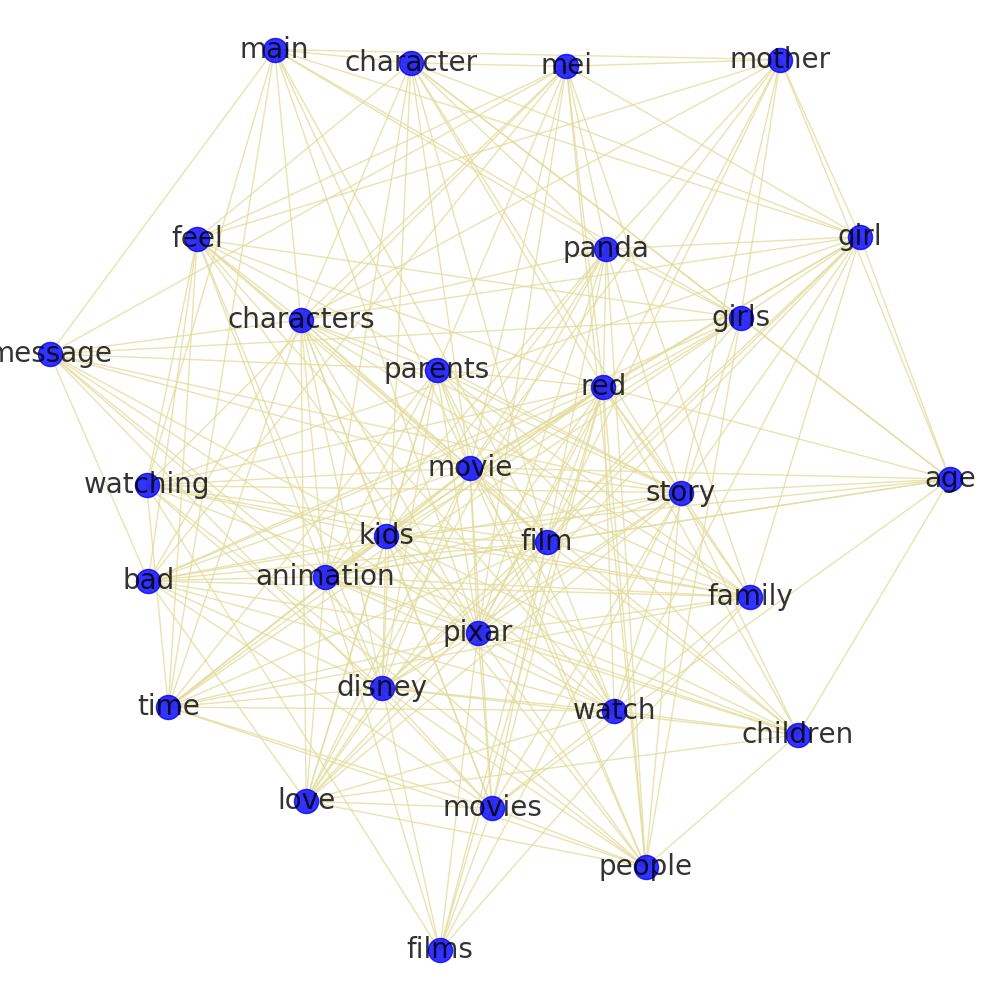 main
character
mei
mother
feel
panda
girl
characters
girls
message
parents
red
movie
watching
story
age
kids
film
bad
animation
family
pixar
disney
time
watch
children
love
movies
people
films